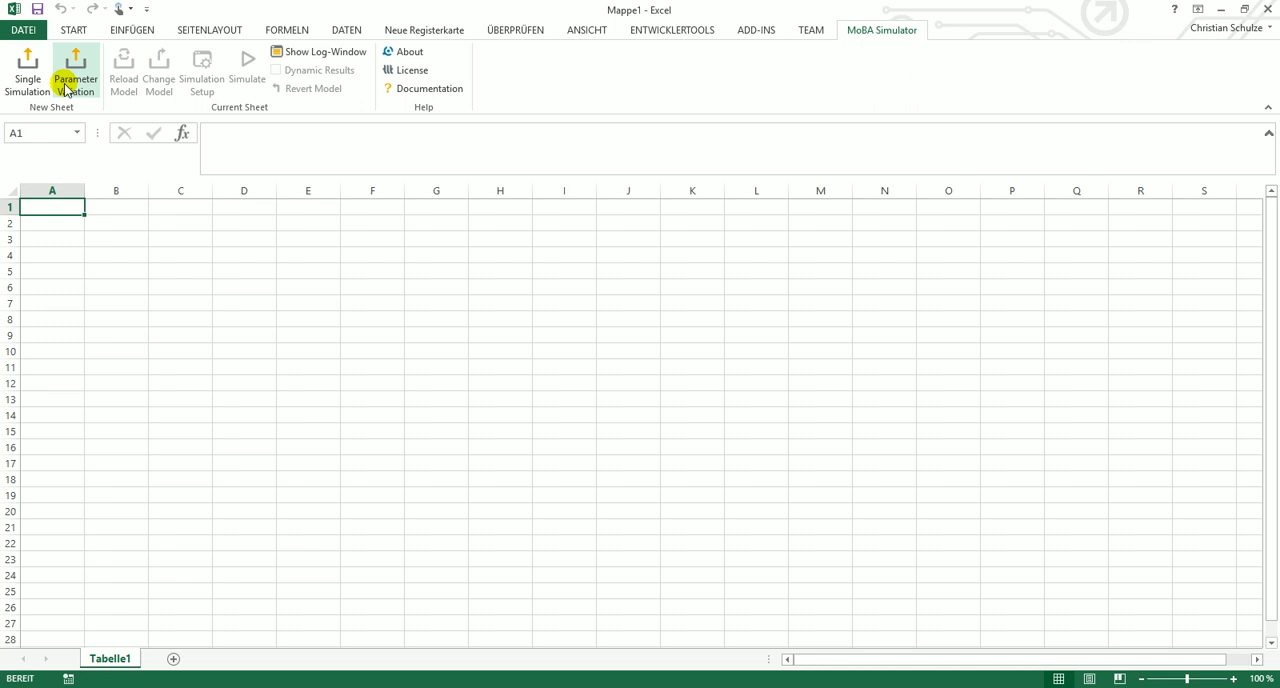 Mappe1 - Excel
?
DATEI START EINFÜGEN SEITENLAYOUT FORMELN DATEN Neue Registerkarte ÜBERPRÜFEN ANSICHT ENTWICKLERTOOLS ADD-INS TEAM MoBA Simulator Christian Schulze
Single Simulation
Parameter Variation
Reload Model
Change Model
Simulation Setup
Simulate
Show Log-Window
Dynamic Results
Revert Model
About
License
? Documentation
New Sheet Current Sheet Help
A1 fx
A B C D E F G H I J K L M N O P Q R S
1
2
3
4
5
6
7
8
9
10
11
12
13
14
15
16
17
18
19
20
21
22
23
24
25
26
27
28
Tabelle1
BEREIT 100 %